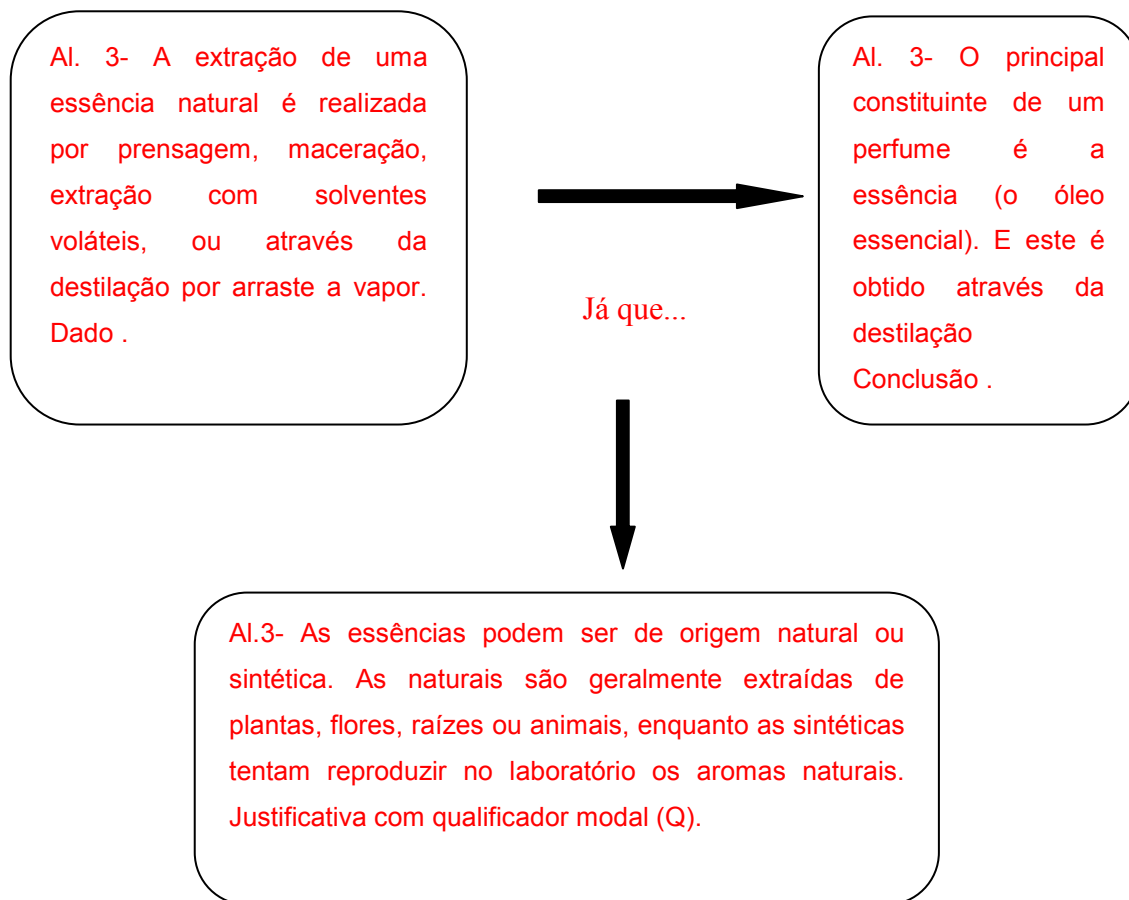 Al. 3- A extração de uma
essência natural é realizada
por prensagem, maceração,
extração com solventes
voláteis, ou através da
destilação por arraste a vapor.
Dado .
Al. 3- O principal
constituinte de um
perfume é a
essência (o óleo
essencial). E este é
obtido através da
destilação
Conclusão .
Já que...
Al.3- As essências podem ser de origem natural ou
sintética. As naturais são geralmente extraídas de
plantas, flores, raízes ou animais, enquanto as sintéticas
tentam reproduzir no laboratório os aromas naturais.
Justificativa com qualificador modal (Q).